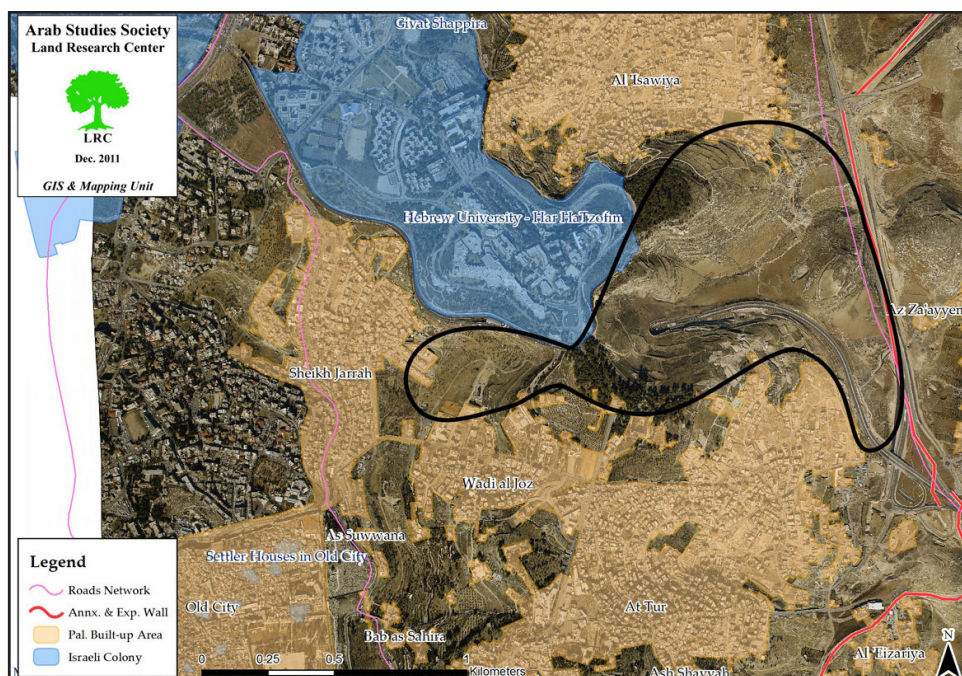 Arab Studies Society
Land Research Center
LRC
Dec. 2011
GIS & Mapping Unit
Givat Shappira
Al 'Isawiya
Hebrew University - Har HaTzofim
Az Za'ayyem
Sheikh Jarrah
Wadi al Joz
As Suwwana
Settler Houses in Old City
Old City
At Tur
Bab as Sahira
Ash Shayyah
Al 'Eizariya
Legend
Roads Network
Annx. & Exp. Wall
Pal. Built-up Area
Israeli Colony
0 0.25 0.5 1
Kilometers
N